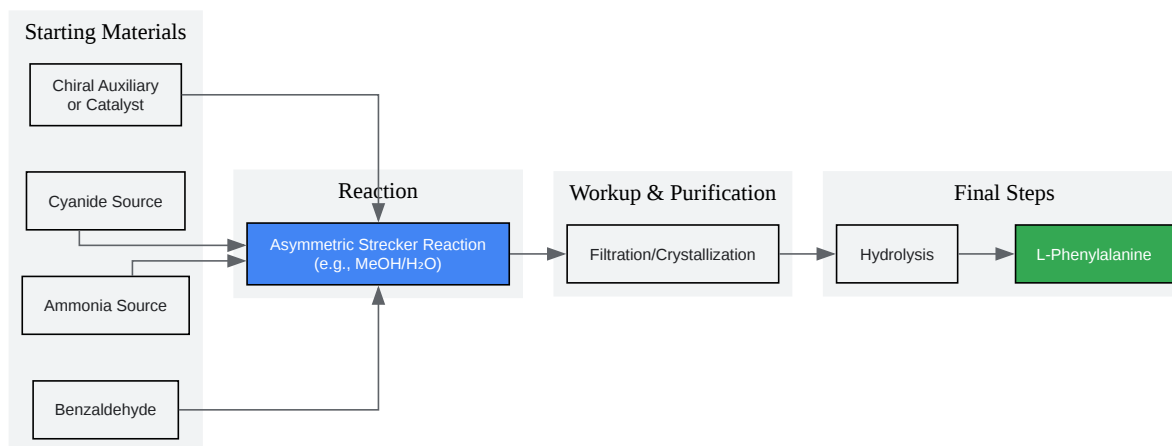 Starting Materials
Chiral Auxiliary
or Catalyst
Cyanide Source
Ammonia Source
Benzaldehyde
Reaction
Asymmetric Strecker Reaction
(e.g., MeOH/H₂O)
Workup & Purification
Filtration/Crystallization
Final Steps
Hydrolysis
L-Phenylalanine